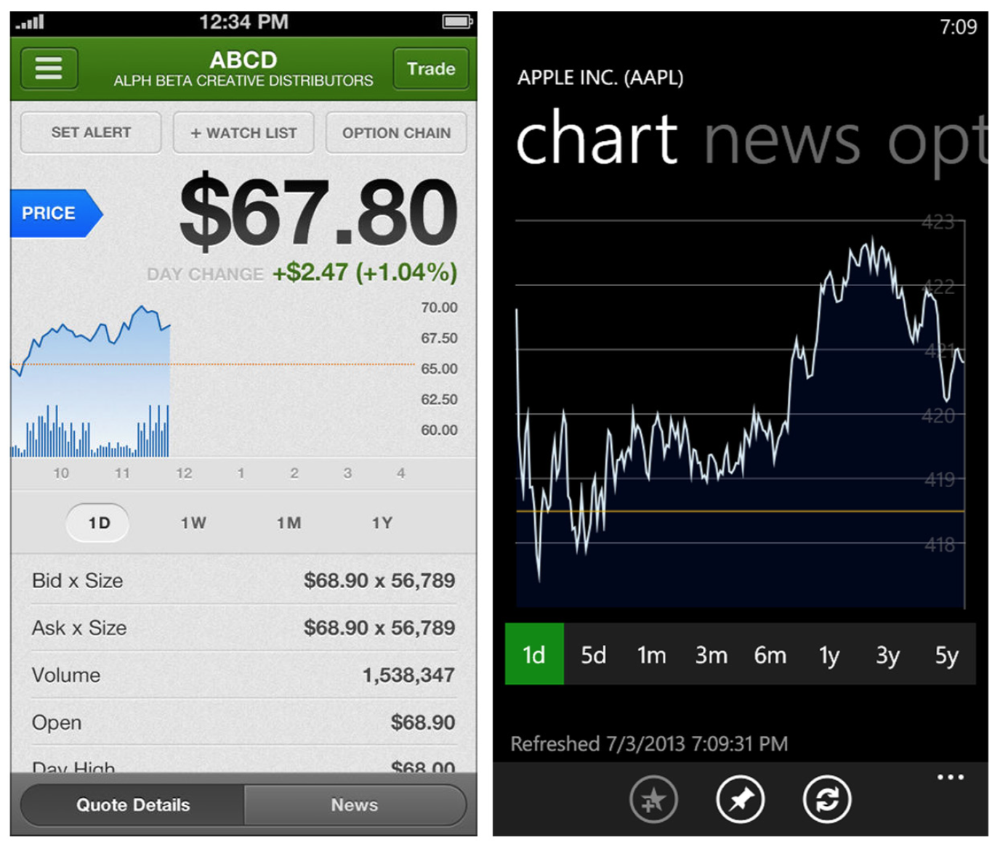 12:34 PM
ABCD
ALPH BETA CREATIVE DISTRIBUTORS
Trade
SET ALERT
+ WATCH LIST
OPTION CHAIN
PRICE
$67.80
DAY CHANGE +$2.47 (+1.04%)
70.00
67.50
65.00
62.50
60.00
10 11 12 1 2 3 4
1D 1W 1M 1Y
Bid x Size $68.90 x 56,789
Ask x Size $68.90 x 56,789
Volume 1,538,347
Open $68.90
Day High $68.00
Quote Details
News
7:09
APPLE INC. (AAPL)
chart news opt
423
422
421
420
419
418
1d 5d 1m 3m 6m 1y 3y 5y
Refreshed 7/3/2013 7:09:31 PM